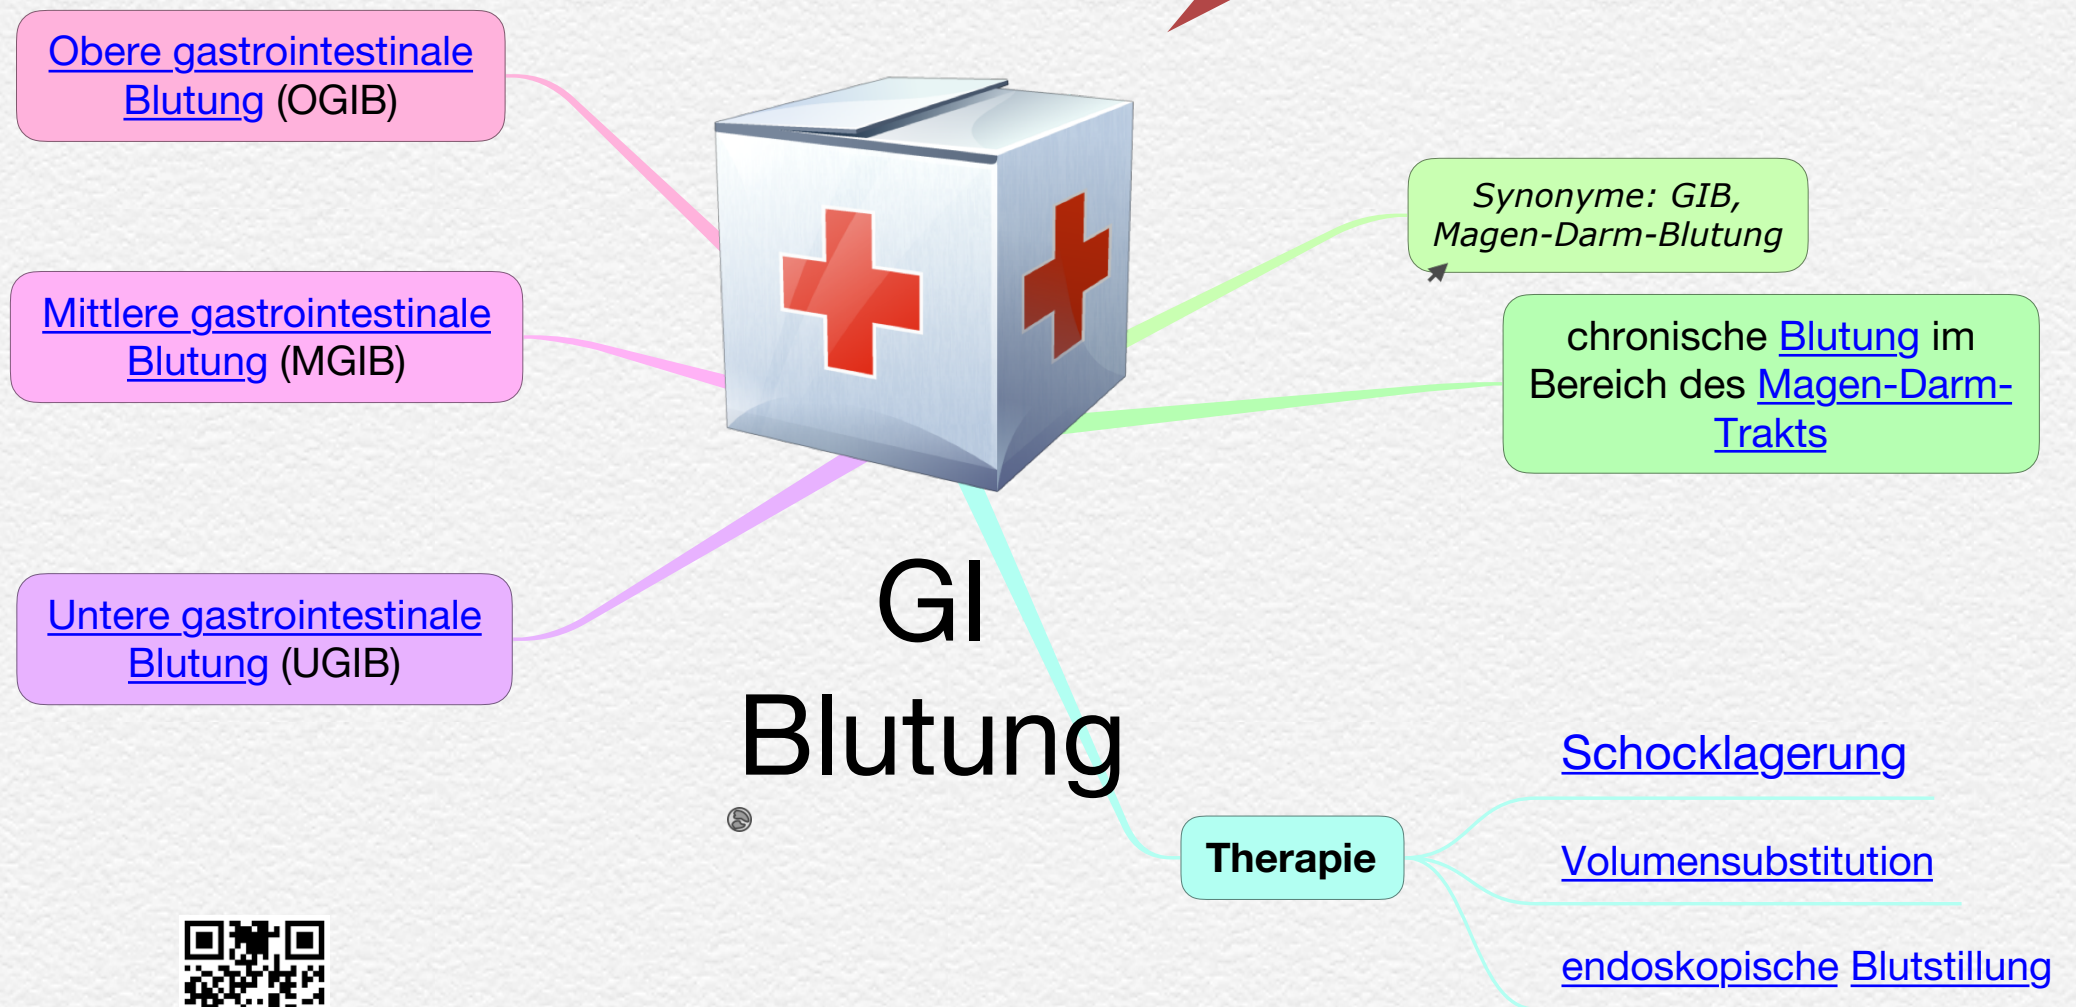 Obere gastrointestinale
Blutung (OGIB)
Mittlere gastrointestinale
Blutung (MGIB)
Untere gastrointestinale
Blutung (UGIB)
GI
Blutung
Synonyme: GIB,
Magen-Darm-Blutung
chronische Blutung im
Bereich des Magen-Darm-
Trakts
Therapie
Schocklagerung
Volumensubstitution
endoskopische Blutstillung